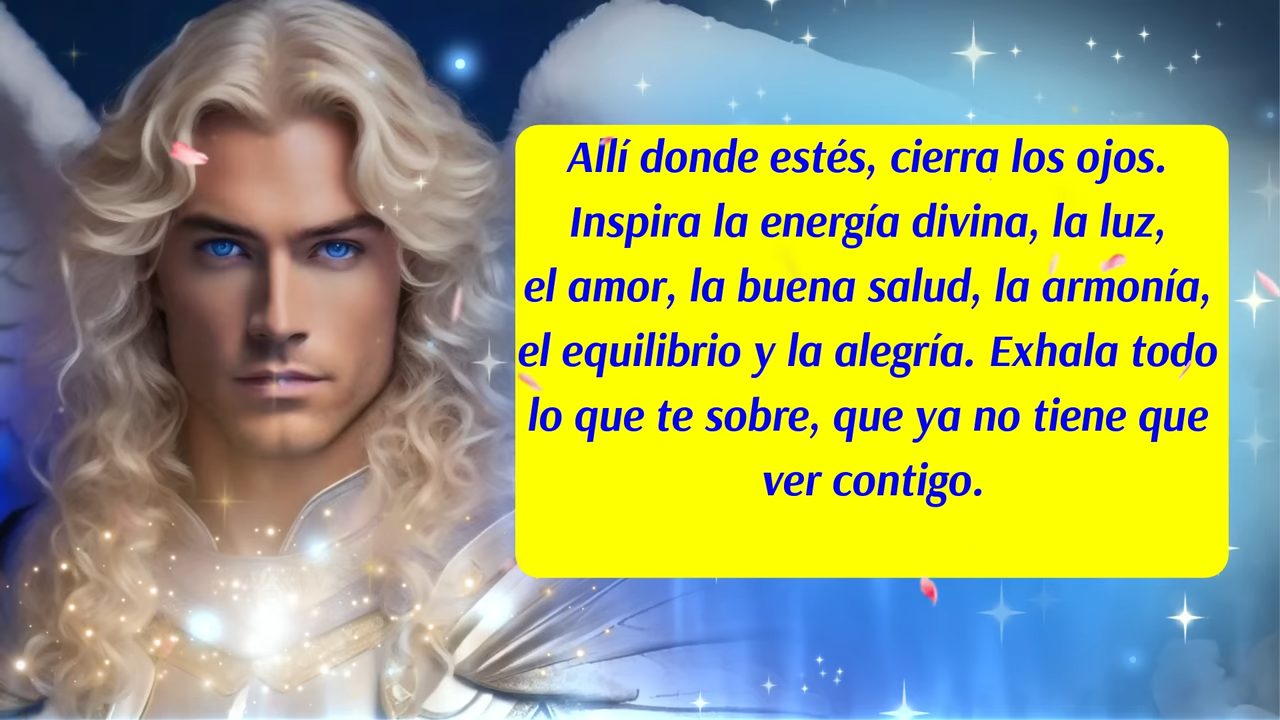 Allí donde estés, cierra los ojos.
Inspira la energía divina, la luz,
el amor, la buena salud, la armonía,
el equilibrio y la alegría. Exhala todo
lo que te sobre, que ya no tiene que
ver contigo.